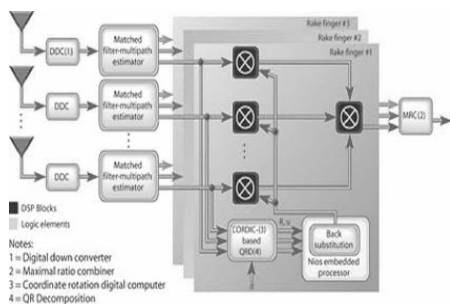 Rake finger #3
Rake finger #2
Rake finger #1
DDC(1)
Matched
filter-multipath
estimator
DDC
Matched
filter-multipath
estimator
MRC(2)
DDC
Matched
filter-multipath
estimator
R, u
CORDIC-(3)
based
QRD(4)
Back
substitution
Nios embedded
processor
DSP Blocks
Logic elements
Notes:
1 = Digital down converter
2 = Maximal ratio combiner
3 = Coordinate rotation digital computer
4 = QR Decomposition